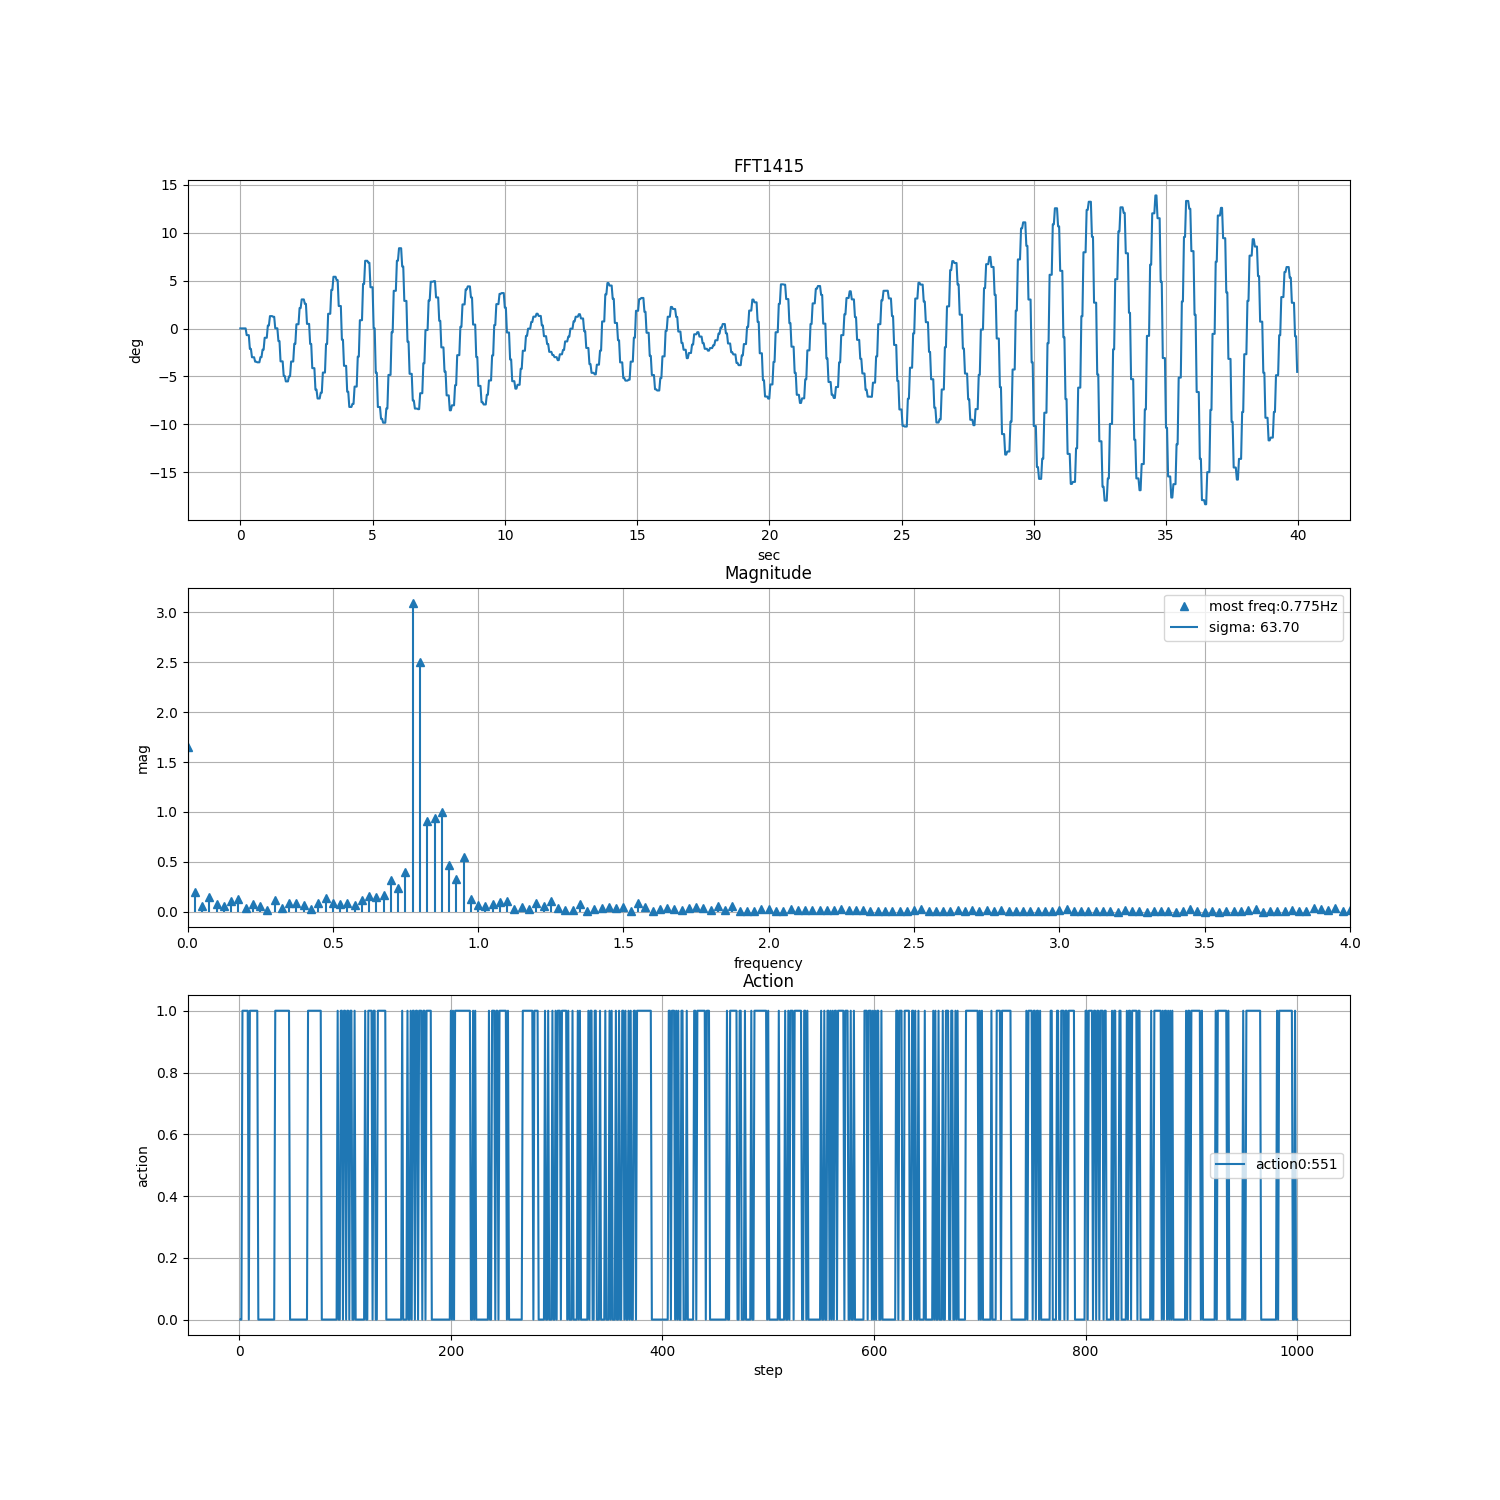 FFT1415
15
10
5
0
−5
−10
−15
deg
0 5 10 15 20 25 30 35 40
sec
Magnitude
3.0
2.5
2.0
1.5
1.0
0.5
0.0
mag
most freq:0.775Hz
sigma: 63.70
0.0 0.5 1.0 1.5 2.0 2.5 3.0 3.5 4.0
frequency
Action
1.0
0.8
0.6
0.4
0.2
0.0
action
action0:551
0 200 400 600 800 1000
step